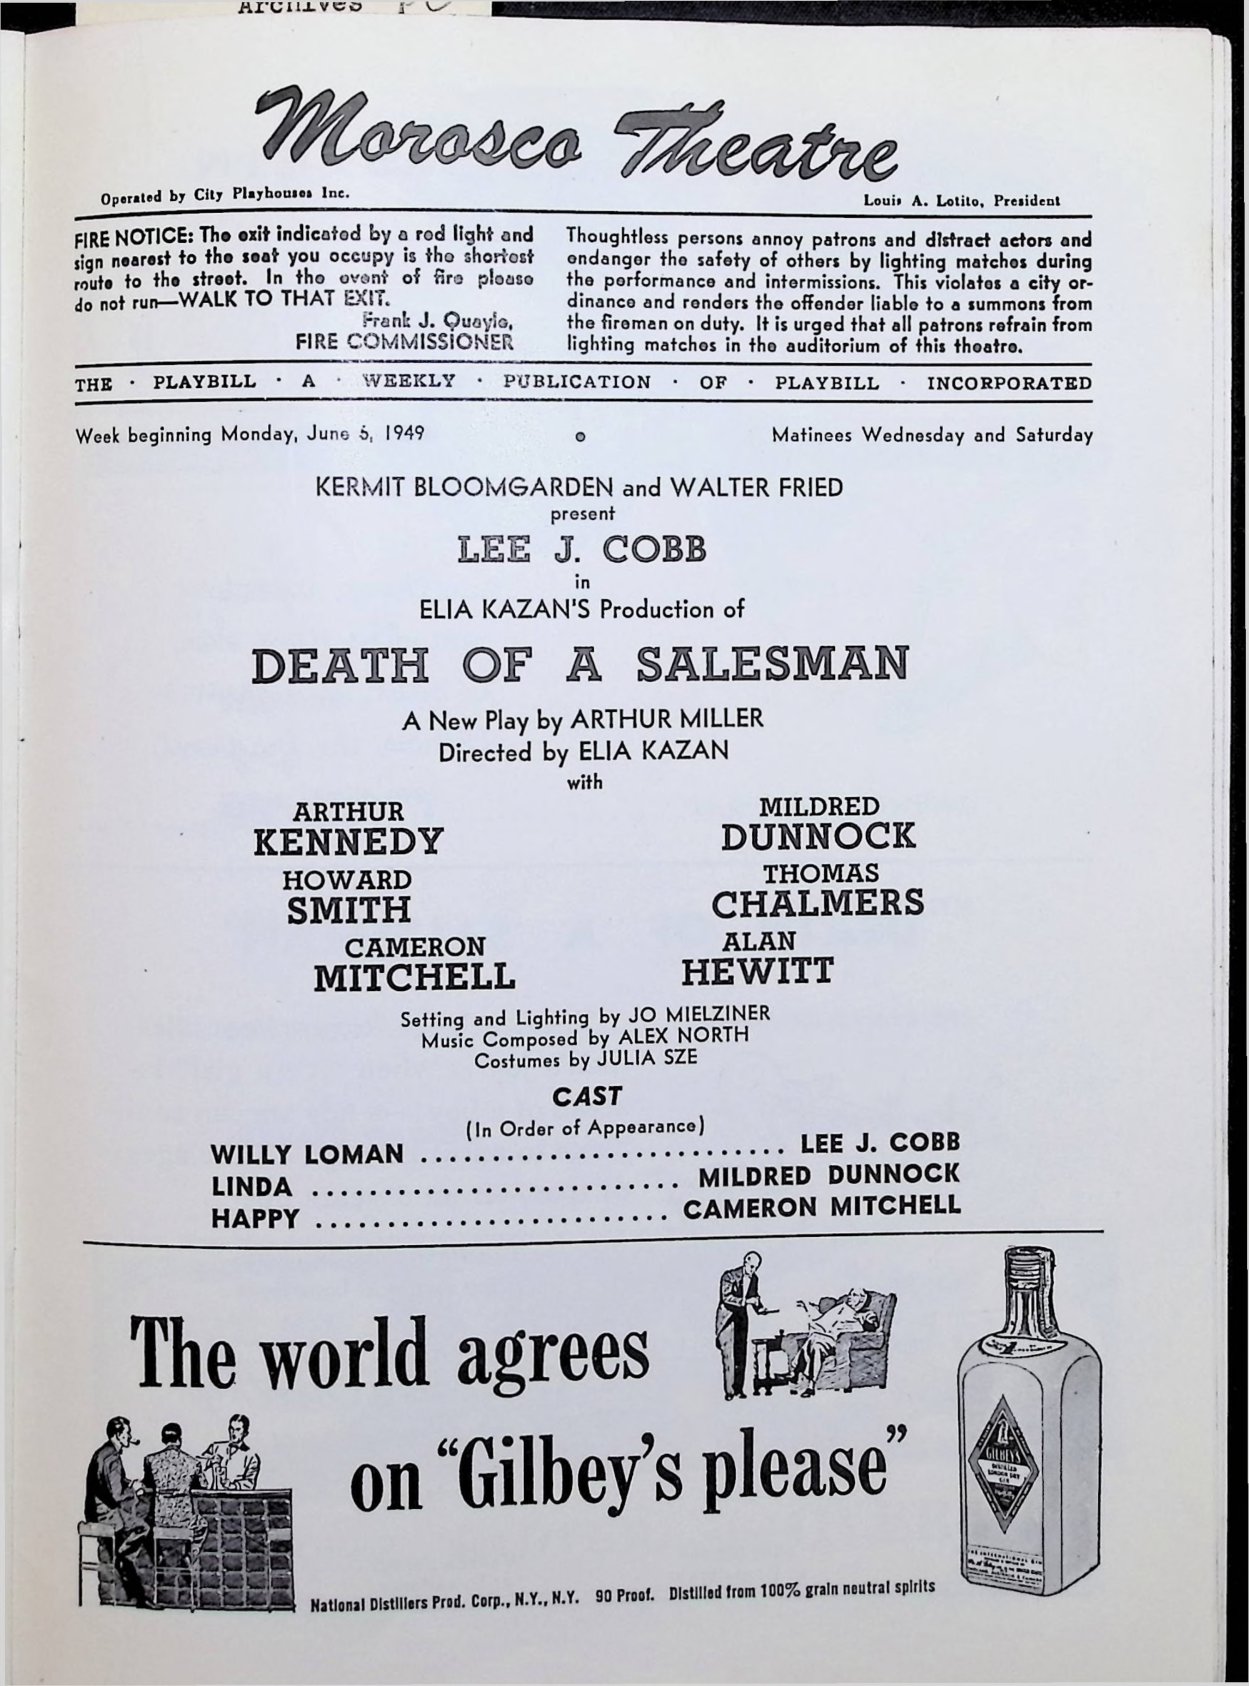 Archives
Morosco Theatre
Operated by City Playhouses Inc.
Louis A. Lotito, President
FIRE NOTICE: The exit indicated by a red light and
sign nearest to the seat you occupy is the shortest
route to the street. In the event of fire please
do not run—WALK TO THAT EXIT.
Frank J. Quayle,
FIRE COMMISSIONER
Thoughtless persons annoy patrons and distract actors and
endanger the safety of others by lighting matches during
the performance and intermissions. This violates a city or-
dinance and renders the offender liable to a summons from
the fireman on duty. It is urged that all patrons refrain from
lighting matches in the auditorium of this theatre.
THE · PLAYBILL · A · WEEKLY · PUBLICATION · OF · PLAYBILL · INCORPORATED
Week beginning Monday, June 6, 1949
Matinees Wednesday and Saturday
KERMIT BLOOMGARDEN and WALTER FRIED
present
LEE J. COBB
in
ELIA KAZAN'S Production of
DEATH OF A SALESMAN
A New Play by ARTHUR MILLER
Directed by ELIA KAZAN
with
ARTHUR
KENNEDY
MILDRED
DUNNOCK
HOWARD
SMITH
THOMAS
CHALMERS
CAMERON
MITCHELL
ALAN
HEWITT
Setting and Lighting by JO MIELZINER
Music Composed by ALEX NORTH
Costumes by JULIA SZE
CAST
(In Order of Appearance)
WILLY LOMAN .......................... LEE J. COBB
LINDA .......................... MILDRED DUNNOCK
HAPPY ......................... CAMERON MITCHELL
The world agrees
on “Gilbey's please”
GILBEY'S
DISTILLED
LONDON DRY
GIN
National Distillers Prod. Corp., N.Y., N.Y. 90 Proof. Distilled from 100% grain neutral spirits